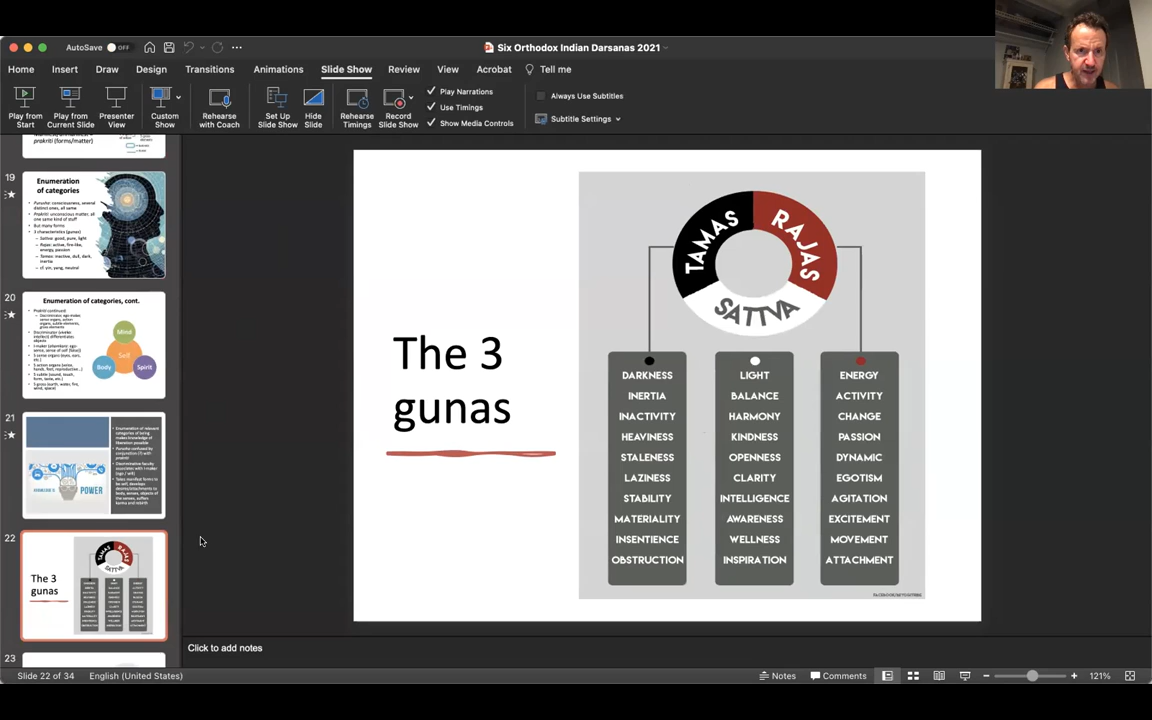 AutoSave OFF
Six Orthodox Indian Darsanas 2021
Home Insert Draw Design Transitions Animations Slide Show Review View Acrobat Tell me
Play from Start
Play from Current Slide
Presenter View
Custom Show
Rehearse with Coach
Set Up Slide Show
Hide Slide
Rehearse Timings
Record Slide Show
Play Narrations
Use Timings
Show Media Controls
Always Use Subtitles
Subtitle Settings
prakriti (forms/matter)
19
Enumeration
of categories
20
Enumeration of categories, cont.
Mind
Self
Body
Spirit
21
POWER
22
The 3
gunas
TAMAS RAJAS
SATTVA
23
The 3
gunas
TAMAS
RAJAS
SATTVA
DARKNESS
INERTIA
INACTIVITY
HEAVINESS
STALENESS
LAZINESS
STABILITY
MATERIALITY
INSENTIENCE
OBSTRUCTION
LIGHT
BALANCE
HARMONY
KINDNESS
OPENNESS
CLARITY
INTELLIGENCE
AWARENESS
WELLNESS
INSPIRATION
ENERGY
ACTIVITY
CHANGE
PASSION
DYNAMIC
EGOTISM
AGITATION
EXCITEMENT
MOVEMENT
ATTACHMENT
Click to add notes
Slide 22 of 34 English (United States) Notes Comments 121%